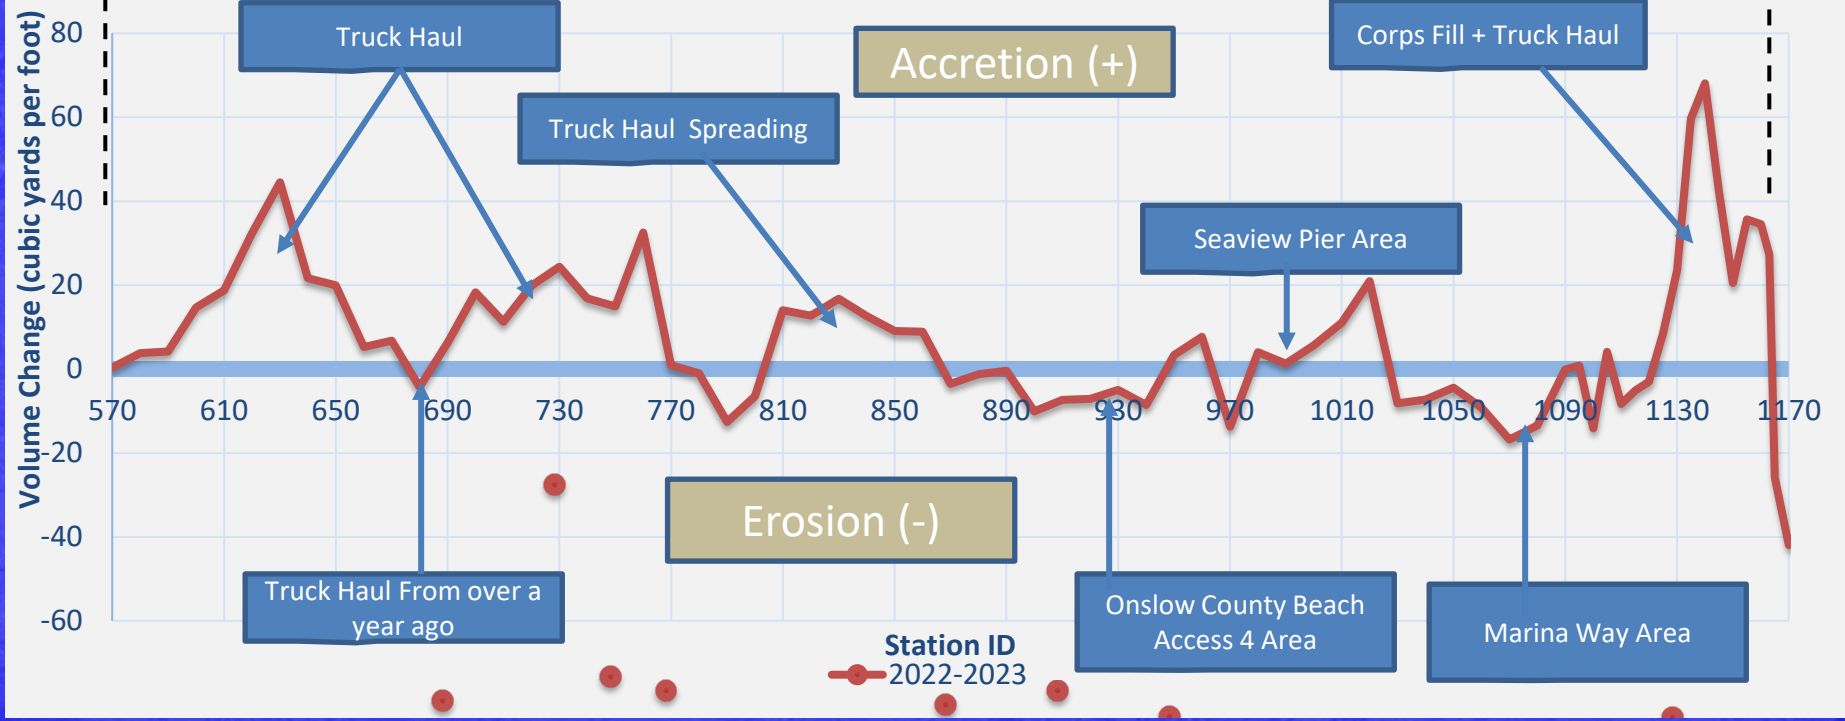 Volume Change (cubic yards per foot)
80
60
40
20
0
-20
-40
-60
Truck Haul
Accretion (+)
Corps Fill + Truck Haul
Truck Haul  Spreading
Seaview Pier Area
570 610 650 690 730 770 810 850 890 930 970 1010 1050 1090 1130 1170
Erosion (-)
Truck Haul From over a
year ago
Onslow County Beach
Access 4 Area
Marina Way Area
Station ID
2022-2023